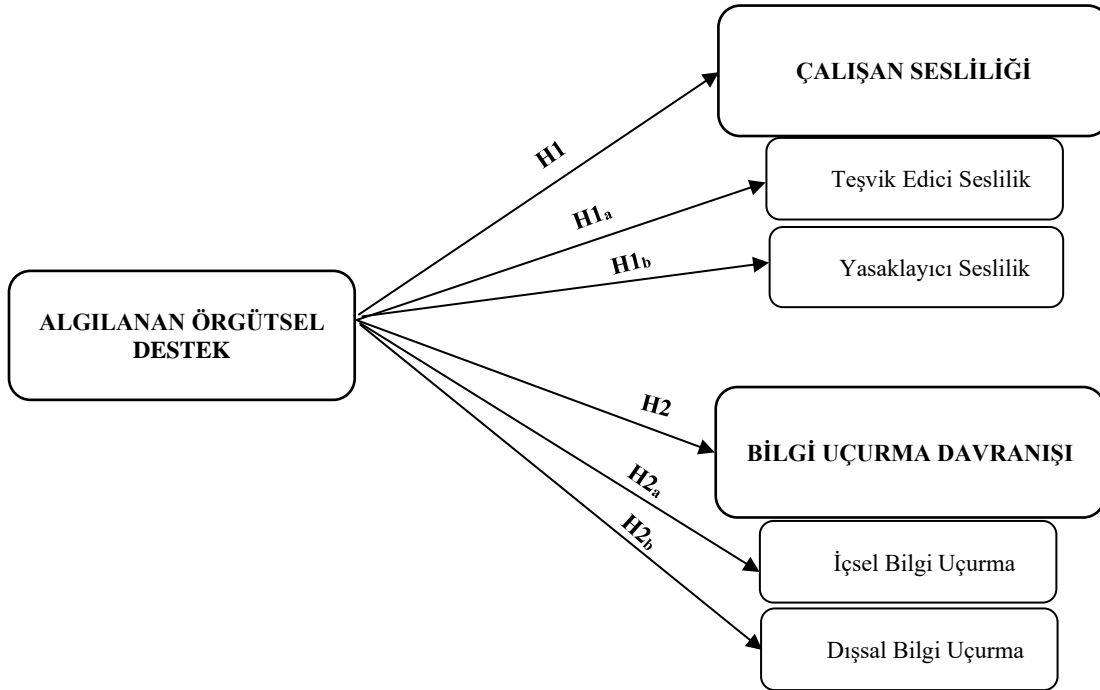 ÇALIŞAN SESLİLİĞİ
H1
Teşvik Edici Seslilik
H1a
Yasaklayıcı Seslilik
H1b
ALGILANAN ÖRGÜTSEL
DESTEK
H2
BİLGİ UÇURMA DAVRANIŞI
H2a
H2b
İçsel Bilgi Uçurma
Dışsal Bilgi Uçurma